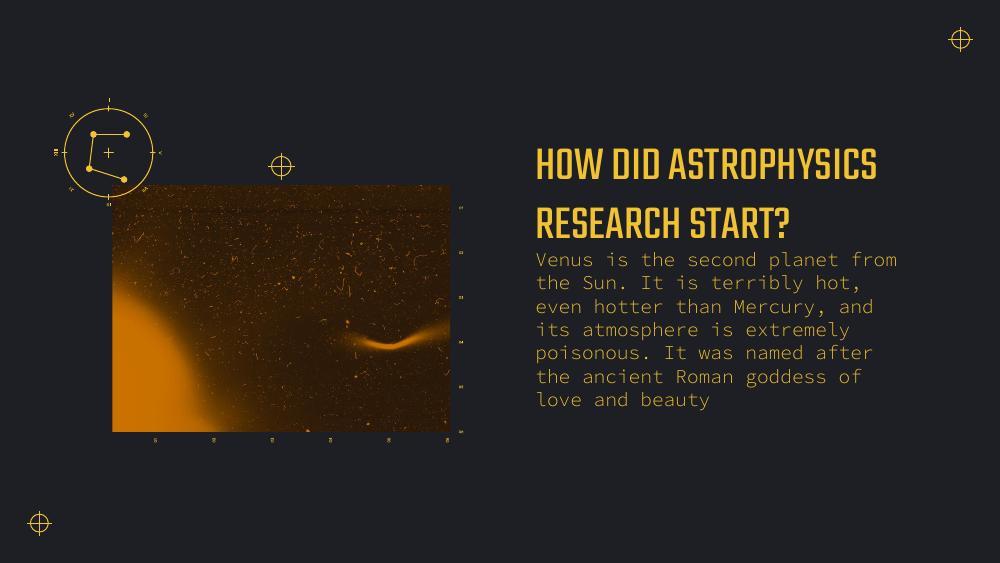 HOW DID ASTROPHYSICS
RESEARCH START?
Venus is the second planet from
the Sun. It is terribly hot,
even hotter than Mercury, and
its atmosphere is extremely
poisonous. It was named after
the ancient Roman goddess of
love and beauty